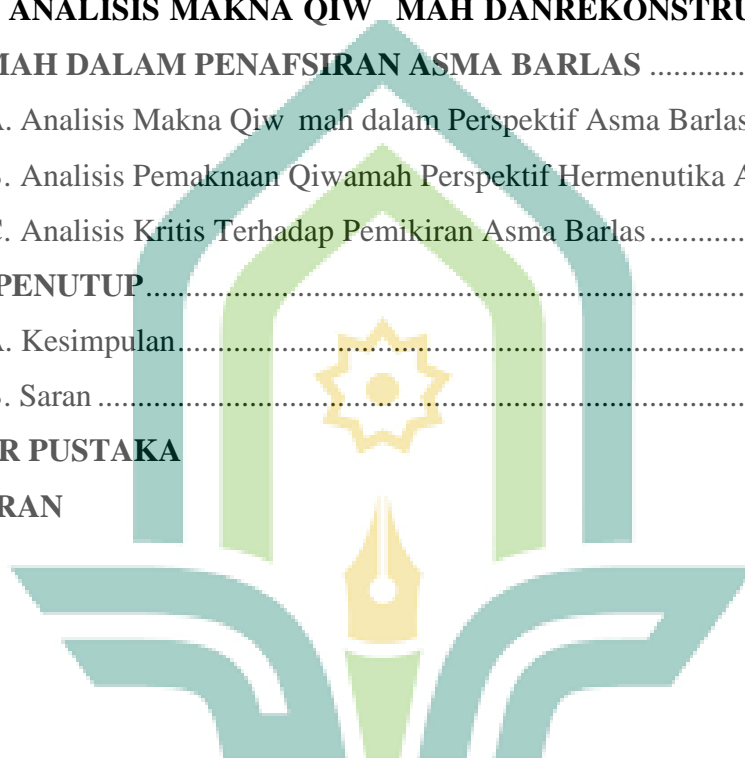 ANALISIS MAKNA QIW MAH DANREKONSTRU
MAH DALAM PENAFSIRAN ASMA BARLAS ............
A. Analisis Makna Qiw mah dalam Perspektif Asma Barlas
. Analisis Pemaknaan Qiwamah Perspektif Hermenutika A
C. Analisis Kritis Terhadap Pemikiran Asma Barlas ............
PENUTUP ............................................................
A. Kesimpulan ............................................................
. Saran ............................................................
R PUSTAKA
RAN